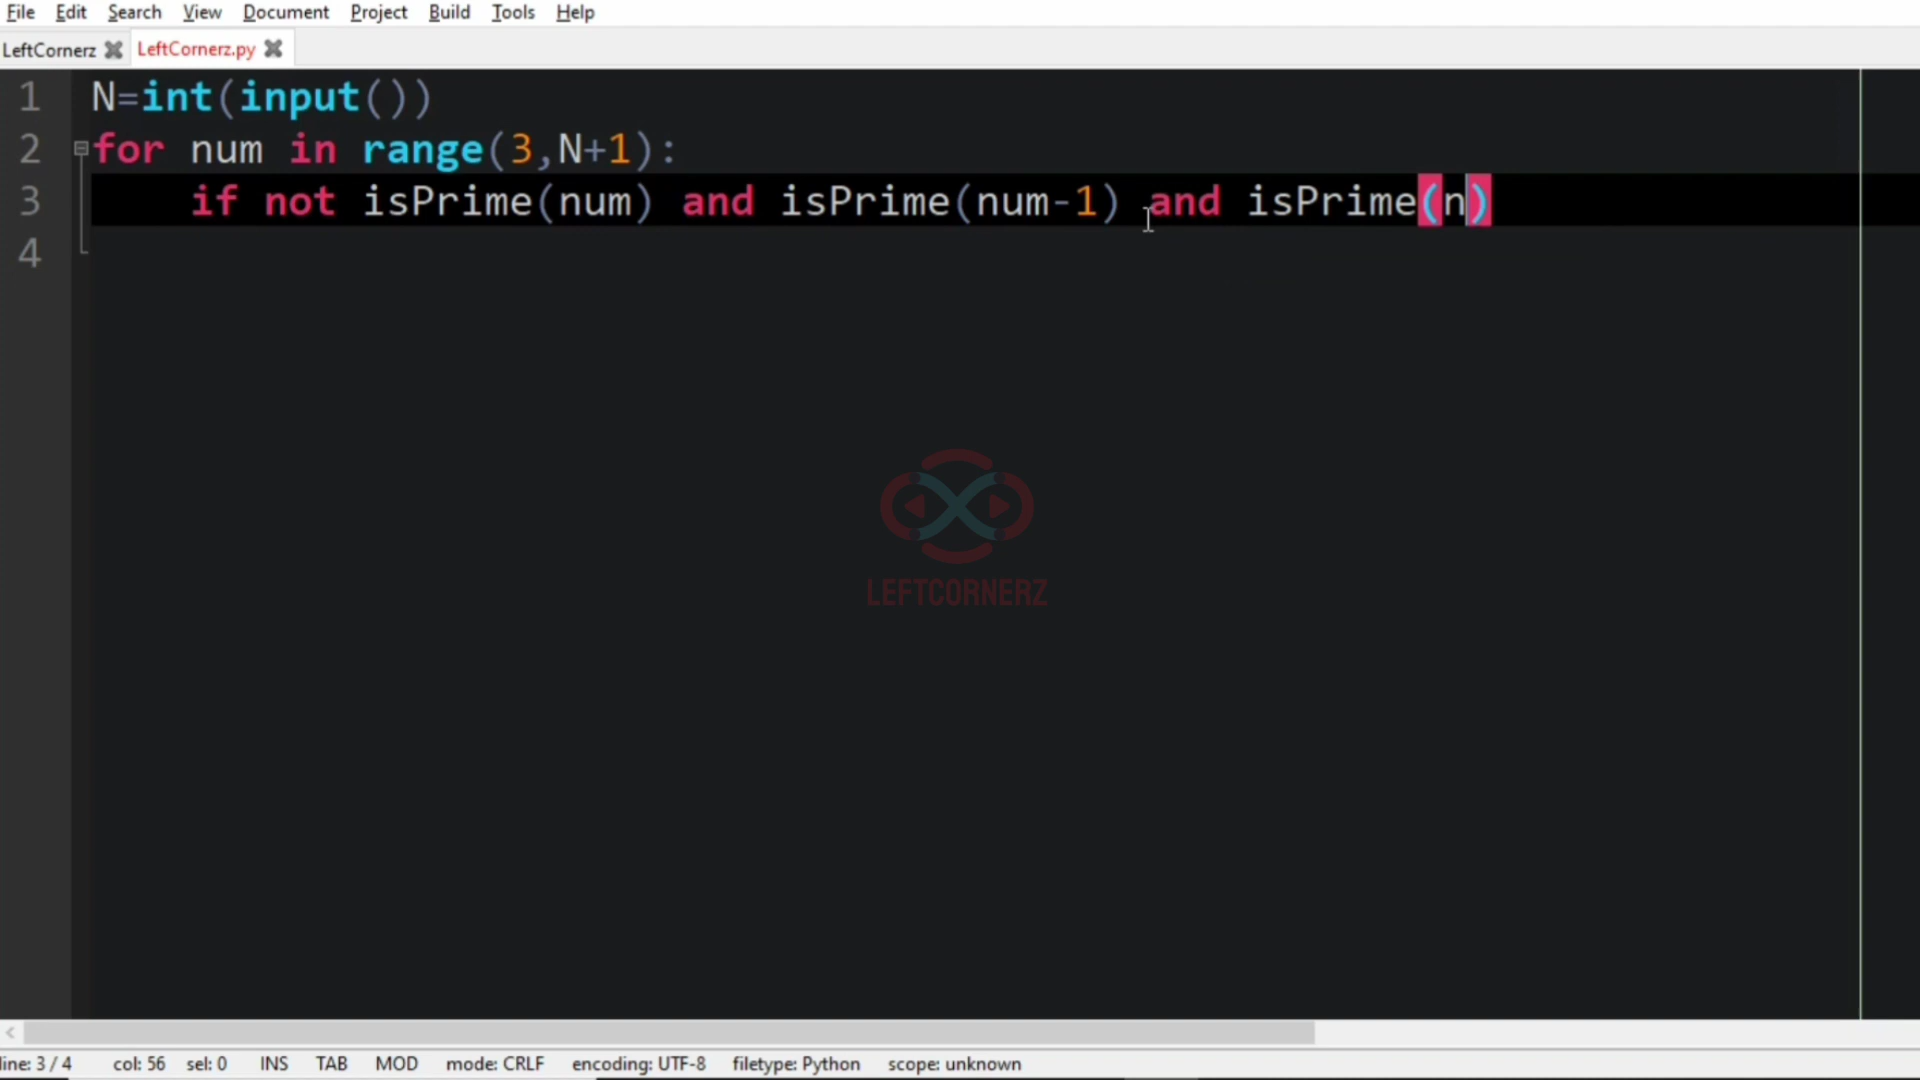 File Edit Search View Document Project Build Tools Help
LeftCornerz LeftCornerz.py
1 N=int(input())
2 for num in range(3,N+1):
3 if not isPrime(num) and isPrime(num-1) and isPrime(n)
4
LEFTCORNERZ
line: 3 / 4 col: 56 sel: 0 INS TAB MOD mode: CRLF encoding: UTF-8 filetype: Python scope: unknown